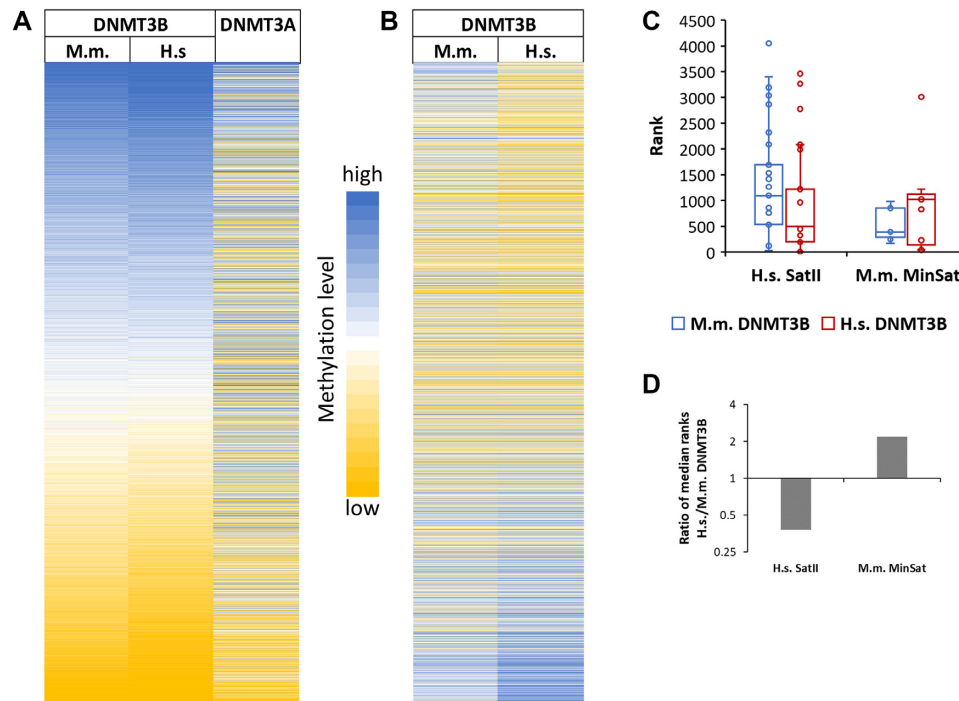 A
DNMT3B
DNMT3A
M.m.
H.s
high
Methylation level
low
B
DNMT3B
M.m.
H.s.
C
4500
4000
3500
3000
2500
2000
1500
1000
500
0
Rank
H.s. SatII
M.m. MinSat
M.m. DNMT3B
H.s. DNMT3B
D
Ratio of median ranks
H.s./M.m. DNMT3B
4
2
1
0.5
0.25
H.s. SatII
M.m. MinSat